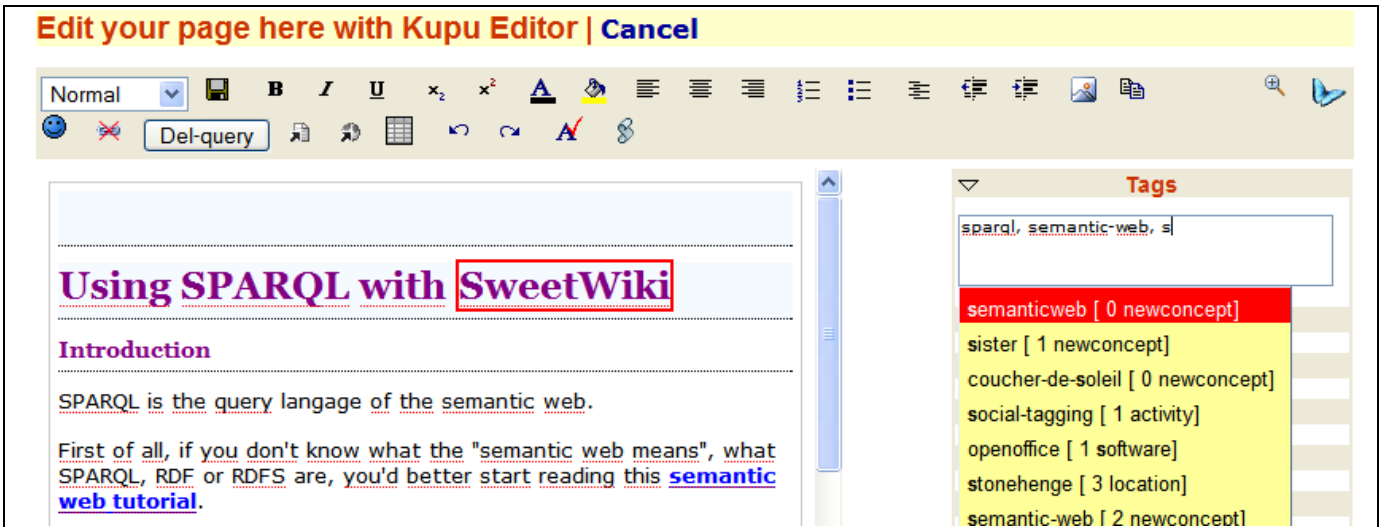 Edit your page here with Kupu Editor | Cancel
Normal
B I U x₂ x² A
Del-query
Tags
sparql, semantic-web, s
semanticweb [ 0 newconcept]
sister [ 1 newconcept]
coucher-de-soleil [ 0 newconcept]
social-tagging [ 1 activity]
openoffice [ 1 software]
stonehenge [ 3 location]
semantic-web [ 2 newconcept]
Using SPARQL with SweetWiki
Introduction
SPARQL is the query langage of the semantic web.
First of all, if you don't know what the "semantic web means", what
SPARQL, RDF or RDFS are, you'd better start reading this semantic
web tutorial.